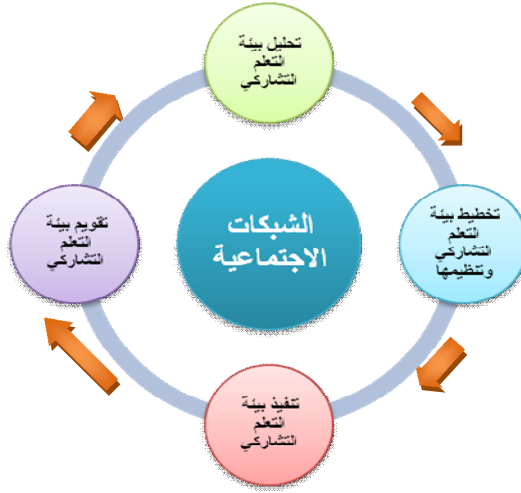 تحليل بيئة
التعلم
التشاركي
تخطيط بيئة
التعلم
التشاركي
وتنظيمها
تنفيذ بيئة
التعلم
التشاركي
تقويم بيئة
التعلم
التشاركي
الشبكات
الاجتماعية